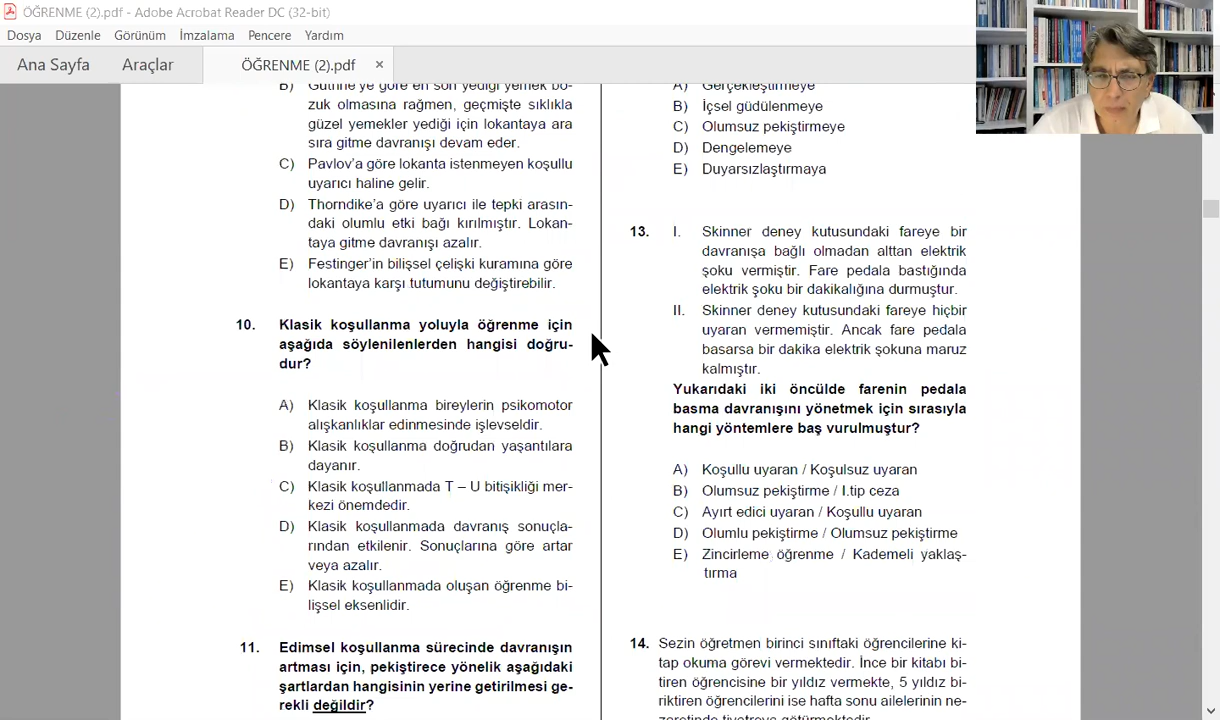 ÖĞRENME (2).pdf - Adobe Acrobat Reader DC (32-bit)
Dosya Düzenle Görünüm İmzalama Pencere Yardım
Ana Sayfa Araçlar ÖĞRENME (2).pdf ×
B) Guthrie'ye göre en son yediği yemek bo-
zuk olmasına rağmen, geçmişte sıklıkla
güzel yemekler yediği için lokantaya ara
sıra gitme davranışı devam eder.
C) Pavlov'a göre lokanta istenmeyen koşullu
uyarıcı haline gelir.
D) Thorndike'a göre uyarıcı ile tepki arasın-
daki olumlu etki bağı kırılmıştır. Lokan-
taya gitme davranışı azalır.
E) Festinger'in bilişsel çelişki kuramına göre
lokantaya karşı tutumunu değiştirebilir.
10. Klasik koşullanma yoluyla öğrenme için
aşağıda söylenilenlerden hangisi doğru-
dur?
A) Klasik koşullanma bireylerin psikomotor
alışkanlıklar edinmesinde işlevseldir.
B) Klasik koşullanma doğrudan yaşantılara
dayanır.
C) Klasik koşullanmada T – U bitişikliği mer-
kezi önemdedir.
D) Klasik koşullanmada davranış sonuçla-
rından etkilenir. Sonuçlarına göre artar
veya azalır.
E) Klasik koşullanmada oluşan öğrenme bi-
lişsel eksenlidir.
11. Edimsel koşullanma sürecinde davranışın
artması için, pekiştirece yönelik aşağıdaki
şartlardan hangisinin yerine getirilmesi ge-
rekli değildir?
A) Gerçekleştirmeye
B) İçsel güdülenmeye
C) Olumsuz pekiştirmeye
D) Dengelemeye
E) Duyarsızlaştırmaya
13. I. Skinner deney kutusundaki fareye bir
davranışa bağlı olmadan alttan elektrik
şoku vermiştir. Fare pedala bastığında
elektrik şoku bir dakikalığına durmuştur.
II. Skinner deney kutusundaki fareye hiçbir
uyaran vermemiştir. Ancak fare pedala
basarsa bir dakika elektrik şokuna maruz
kalmıştır.
Yukarıdaki iki öncülde farenin pedala
basma davranışını yönetmek için sırasıyla
hangi yöntemlere baş vurulmuştur?
A) Koşullu uyaran / Koşulsuz uyaran
B) Olumsuz pekiştirme / I.tip ceza
C) Ayırt edici uyaran / Koşullu uyaran
D) Olumlu pekiştirme / Olumsuz pekiştirme
E) Zincirleme öğrenme / Kademeli yaklaş-
tırma
14. Sezin öğretmen birinci sınıftaki öğrencilerine ki-
tap okuma görevi vermektedir. İnce bir kitabı bi-
tiren öğrencisine bir yıldız vermekte, 5 yıldız bi-
riktiren öğrencilerini ise hafta sonu ailelerinin ne-
zaretinde tiyatroya götürmektedir.